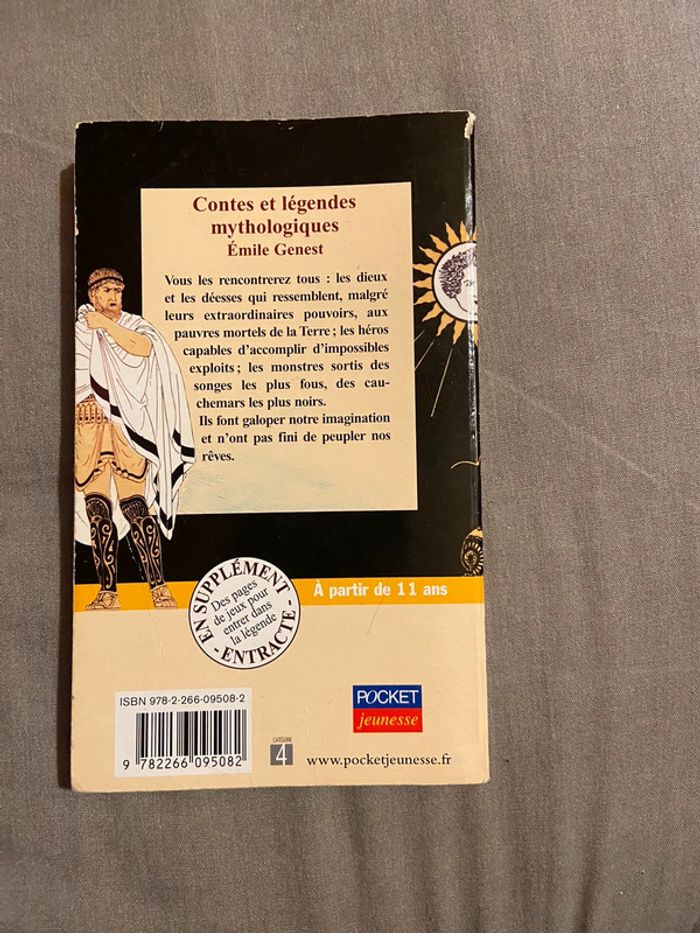 Contes et légendes
mythologiques
Émile Genest
Vous les rencontrerez tous : les dieux
et les déesses qui ressemblent, malgré
leurs extraordinaires pouvoirs, aux
pauvres mortels de la Terre ; les héros
capables d'accomplir d'impossibles
exploits ; les monstres sortis des
songes les plus fous, des cau-
chemars les plus noirs.
Ils font galoper notre imagination
et n'ont pas fini de peupler nos
rêves.
À partir de 11 ans
EN SUPPLÉMENT
Des pages
de jeux pour
entrer dans
la légende
- ENTRACTE -
ISBN 978-2-266-09508-2
9 782266 095082
CATÉGORIE
4
POCKET
jeunesse
www.pocketjeunesse.fr